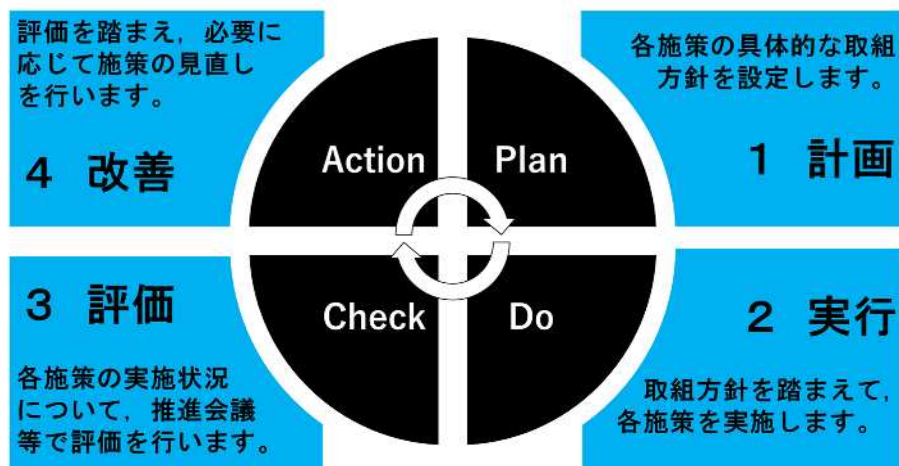 評価を踏まえ，必要に
応じて施策の見直し
を行います。
4 改善
各施策の具体的な取組
方針を設定します。
1 計画
Action
Plan
Check
Do
3 評価
各施策の実施状況
について，推進会議
等で評価を行います。
2 実行
取組方針を踏まえて，
各施策を実施します。